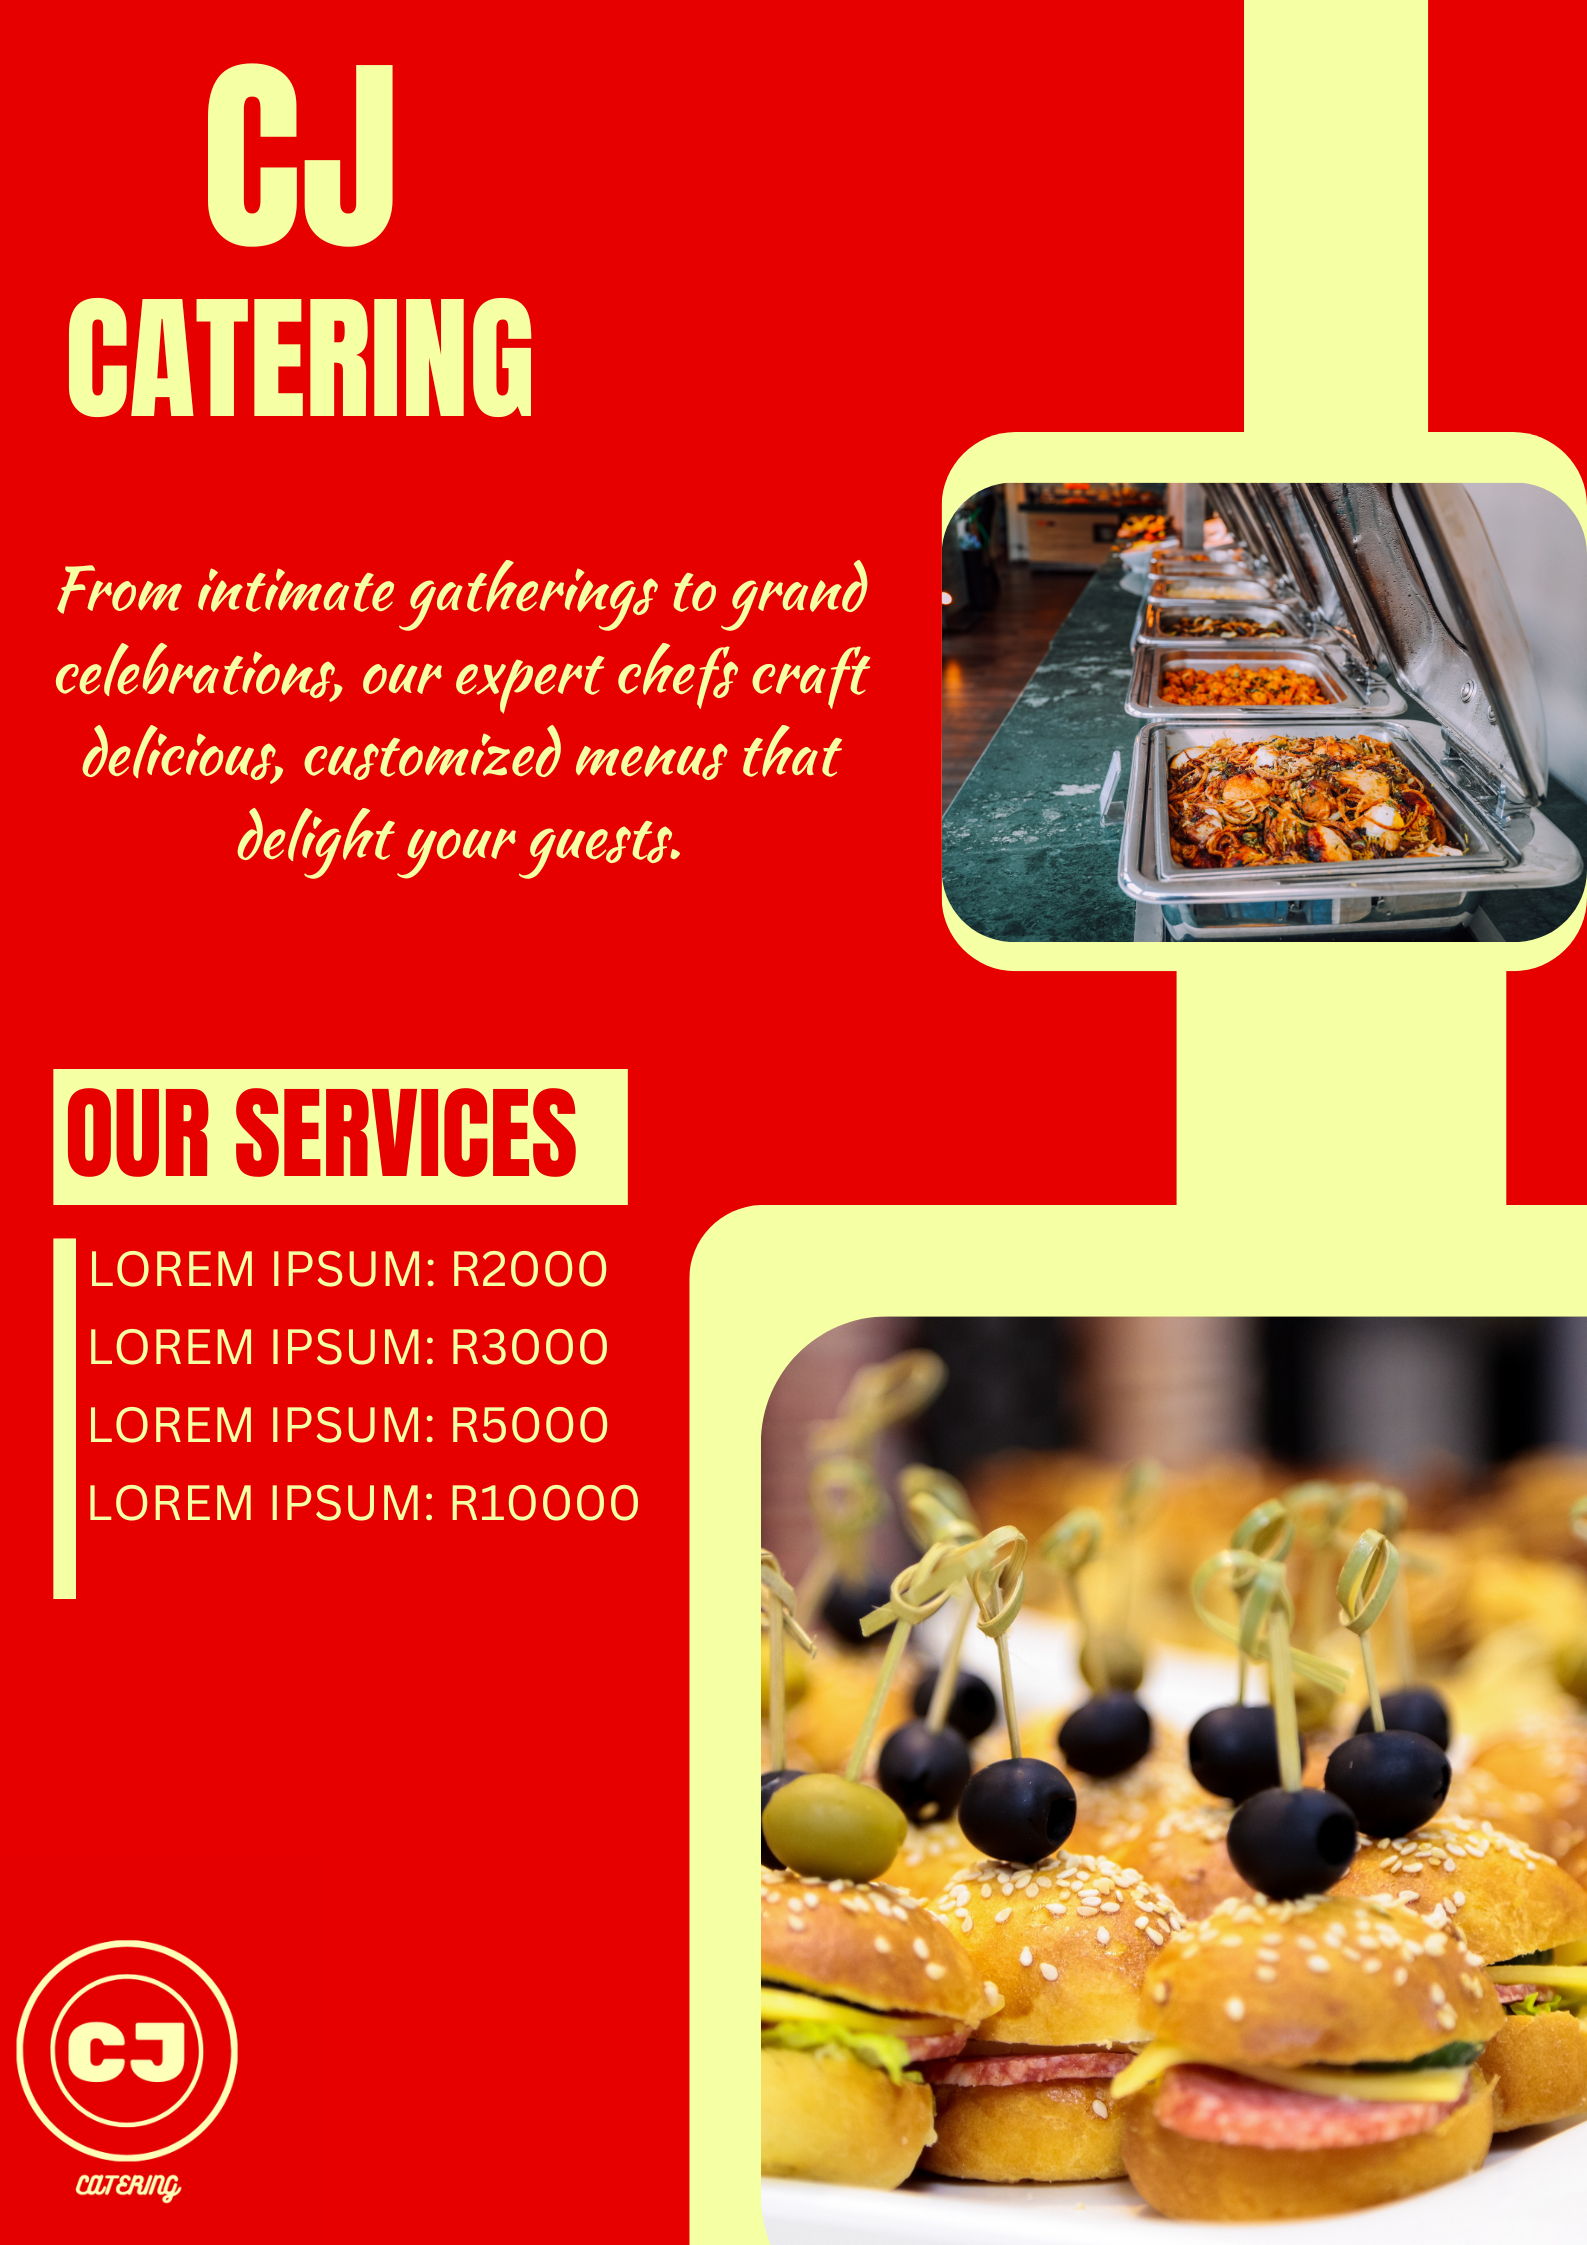 CJ
CATERING
From intimate gatherings to grand
celebrations, our expert chefs craft
delicious, customized menus that
delight your guests.
OUR SERVICES
LOREM IPSUM: R2000
LOREM IPSUM: R3000
LOREM IPSUM: R5000
LOREM IPSUM: R10000
CJ
CATERING